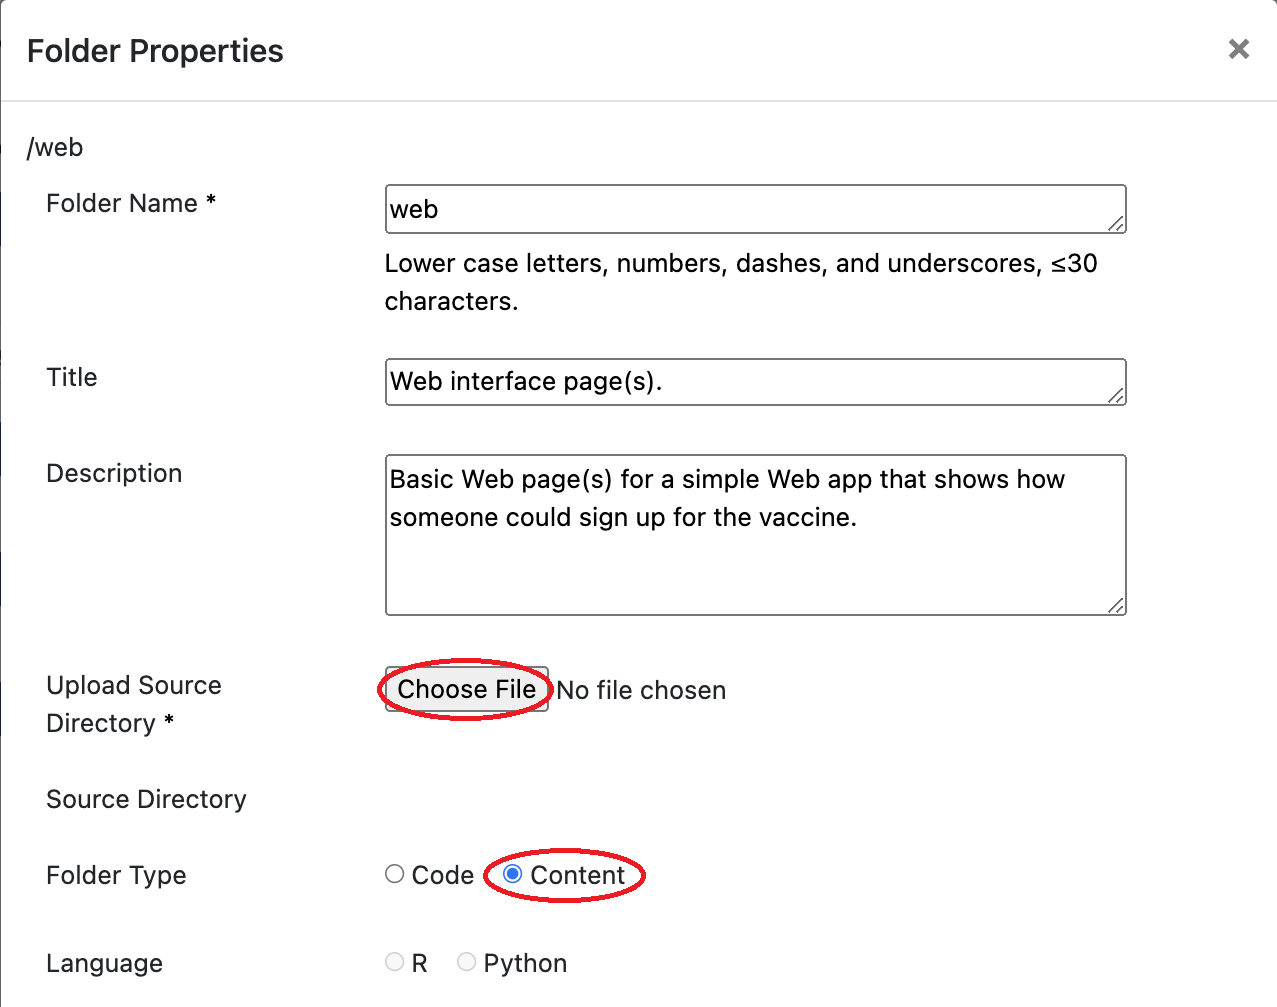 Folder Properties ×
/web
Folder Name * web
Lower case letters, numbers, dashes, and underscores, ≤30
characters.
Title Web interface page(s).
Description Basic Web page(s) for a simple Web app that shows how
someone could sign up for the vaccine.
Upload Source
Directory * Choose File No file chosen
Source Directory
Folder Type Code Content
Language R Python